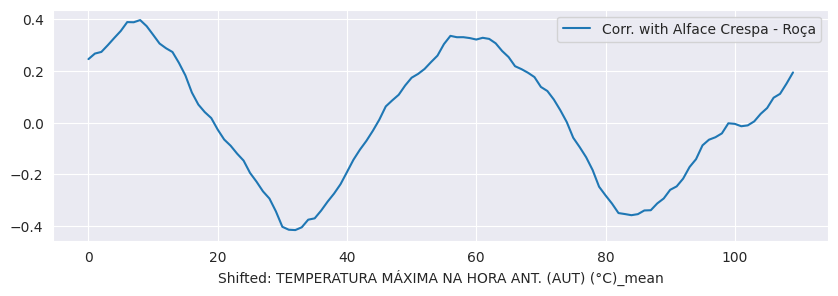 Corr. with Alface Crespa - Roça
0.4
0.2
0.0
−0.2
−0.4
0 20 40 60 80 100
Shifted: TEMPERATURA MÁXIMA NA HORA ANT. (AUT) (°C)_mean